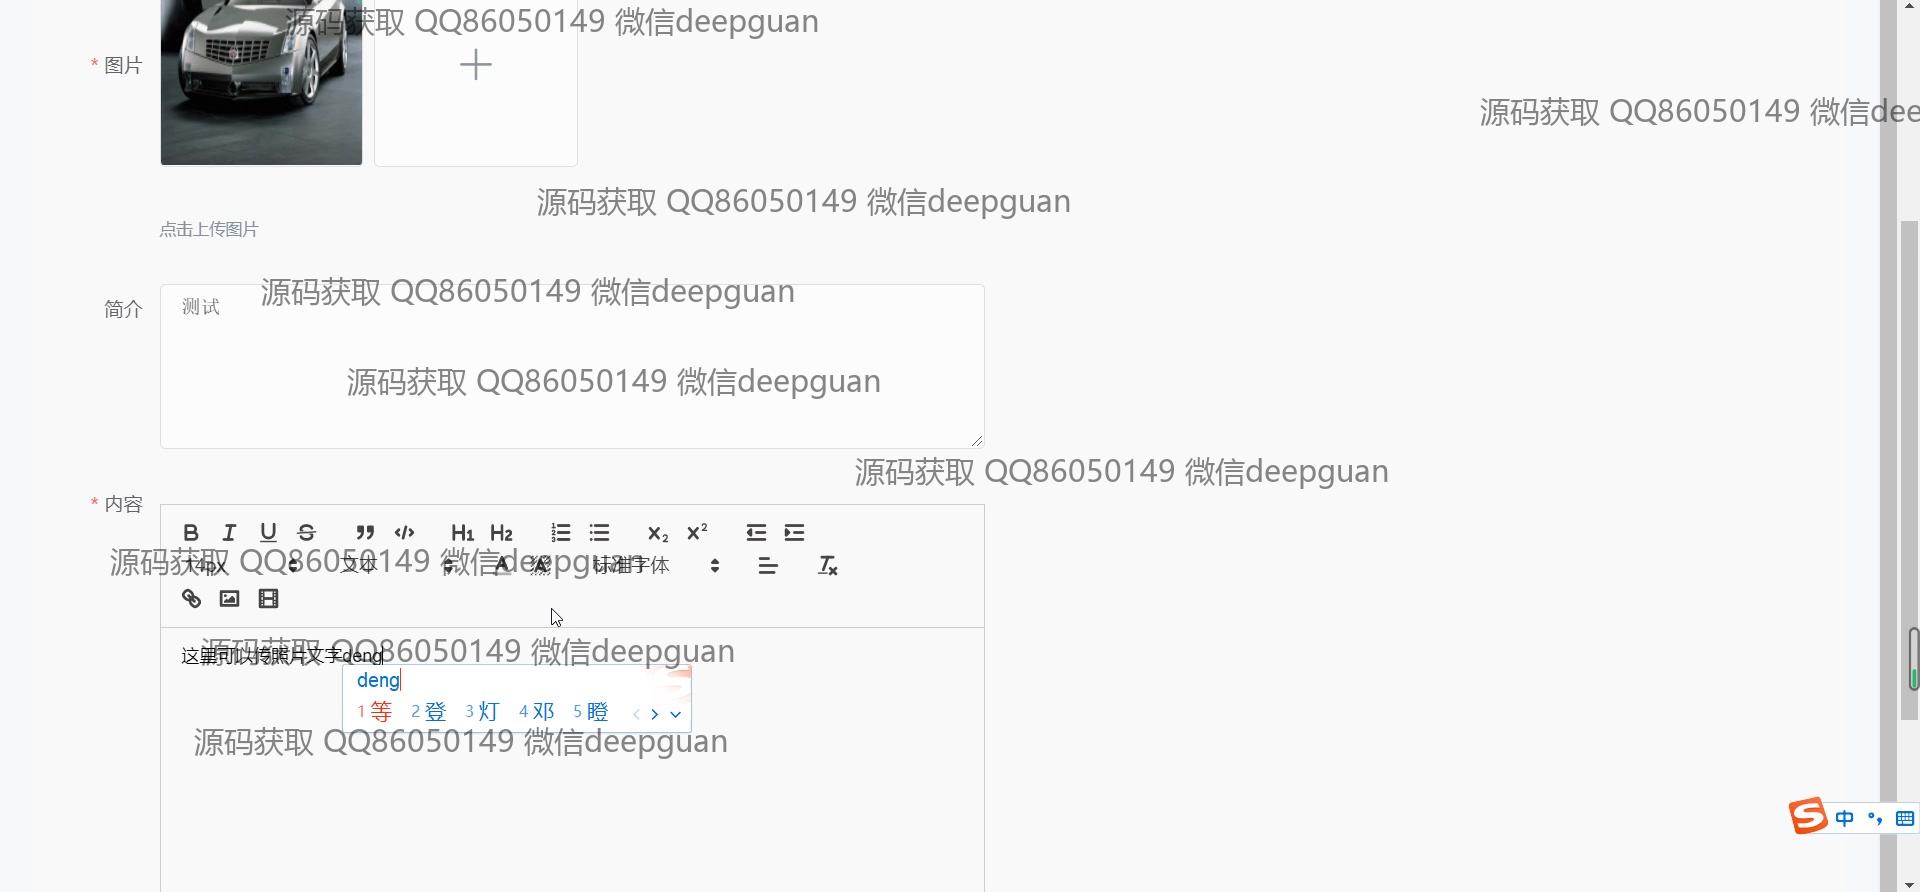 源码获取 QQ86050149 微信deepguan
* 图片
源码获取 QQ86050149 微信dee
源码获取 QQ86050149 微信deepguan
点击上传图片
源码获取 QQ86050149 微信deepguan
简介
测试
源码获取 QQ86050149 微信deepguan
源码获取 QQ86050149 微信deepguan
* 内容
B I U S H1 H2 X2 X2
源码获取 QQ86050149 微信deepguan
14px 文本 A A 标准字体 Tx
源码获取 QQ86050149 微信deepguan
这里可以传照片文字deng
deng
1 等 2 登 3 灯 4 邓 5 瞪
源码获取 QQ86050149 微信deepguan
S 中 °,